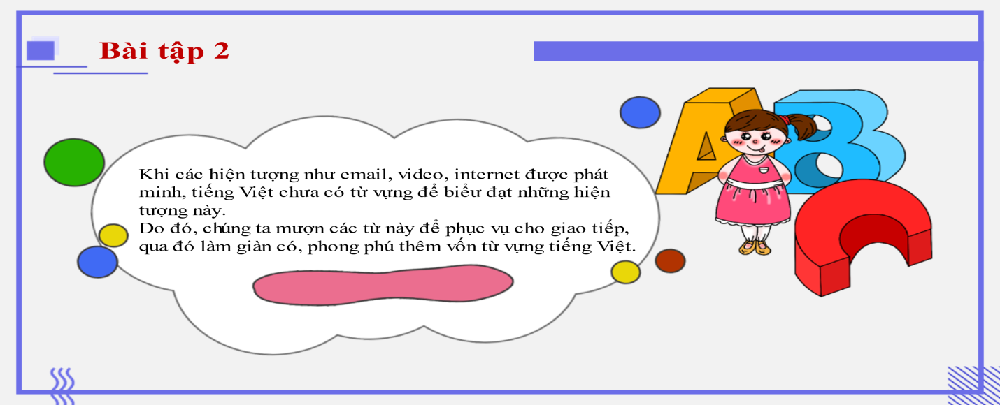 Bài tập 2
Khi các hiện tượng như email, video, internet được phát
minh, tiếng Việt chưa có từ vựng để biểư đạt những hiện
tượng này.
Do đó, chúng ta mượn các từ này để phục vụ cho giao tiếp,
qua đó làm giàn có, phong phú thêm vốn từ vựng tiếng Việt.
A B C